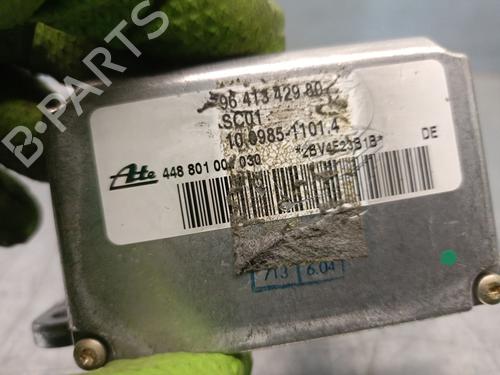 B-PARTS
96 413 429 80
SC01
10.0985-1101.4
*2BV4E23B1B*
DE
Ate
448 801 001 030
713 6.04